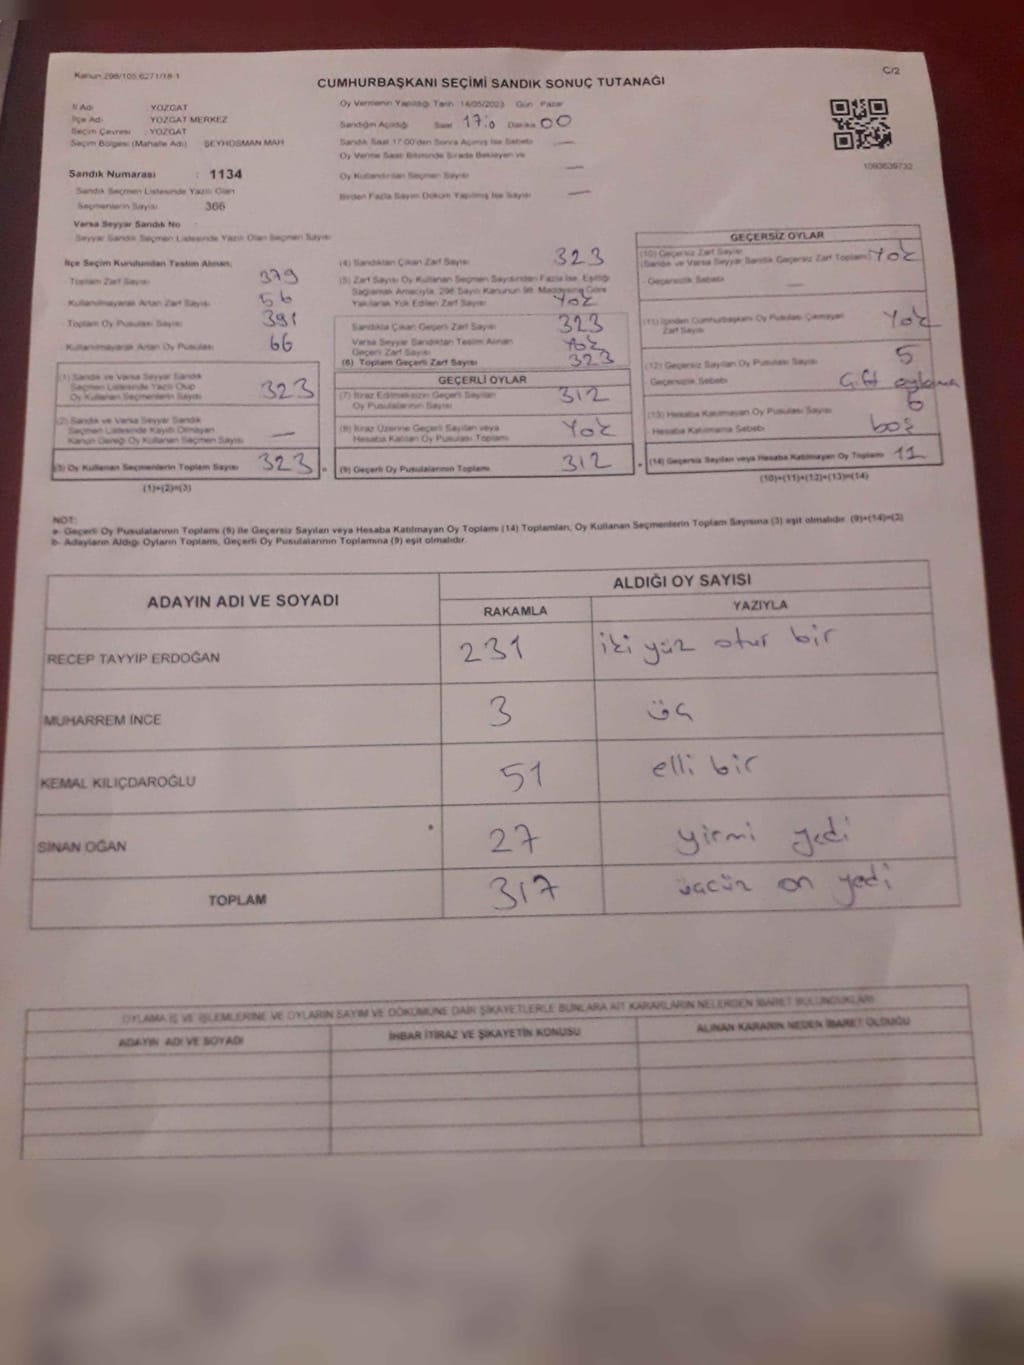 Kanun 298/105 6271/18-1
C/2
CUMHURBAŞKANI SEÇİMİ SANDIK SONUÇ TUTANAĞI
İl Adı YOZGAT
İlçe Adı YOZGAT MERKEZ
Seçim Çevresi : YOZGAT
Seçim Bölgesi (Mahalle Adı) ŞEYHOSMAN MAH
Sandık Numarası : 1134
Sandık Seçmen Listesinde Yazılı Olan
Seçmenlerin Sayısı 366
Varsa Seyyar Sandık No
Seyyar Sandık Seçmen Listesinde Yazılı Olan Seçmen Sayısı
Oy Vermenin Yapıldığı Tarih 14/05/2023 Gün Pazar
Sandığın Açıldığı Saat 17:0 Dakika 00
Sandık Saat 17:00'den Sonra Açılmış İse Sebebi —
Oy Verme Saati Bitiminde Sırada Bekleyen ve
Oy Kullandırılan Seçmen Sayısı —
Birden Fazla Sayım Döküm Yapılmış İse Sayısı —
1093639732
İlçe Seçim Kurulundan Teslim Alınan;
- Toplam Zarf Sayısı 379
- Kullanılmayarak Artan Zarf Sayısı 56
- Toplam Oy Pusulası Sayısı 391
- Kullanılmayarak Artan Oy Pusulası 66
(1) Sandık ve Varsa Seyyar Sandık
Seçmen Listesinde Yazılı Olup
Oy Kullanan Seçmenlerin Sayısı 323
(2) Sandık ve Varsa Seyyar Sandık
Seçmen Listesinde Kayıtlı Olmayan
Kanun Gereği Oy Kullanan Seçmen Sayısı —
(3) Oy Kullanan Seçmenlerin Toplam Sayısı 323
(1)+(2)=(3)
(4) Sandıktan Çıkan Zarf Sayısı 323
(5) Zarf Sayısı Oy Kullanan Seçmen Sayısından Fazla İse, Eşitliği
Sağlamak Amacıyla, 298 Sayılı Kanunun 98. Maddesine Göre
Yakılarak Yok Edilen Zarf Sayısı Yok
Sandıkta Çıkan Geçerli Zarf Sayısı 323
Varsa Seyyar Sandıktan Teslim Alınan
Geçerli Zarf Sayısı Yok
(6) Toplam Geçerli Zarf Sayısı 323
GEÇERLİ OYLAR
(7) İtiraz Edilmeksizin Geçerli Sayılan
Oy Pusulalarının Sayısı 312
(8) İtiraz Üzerine Geçerli Sayılan veya
Hesaba Katılan Oy Pusulası Toplamı Yok
(9) Geçerli Oy Pusulalarının Toplamı 312
GEÇERSİZ OYLAR
(10) Geçersiz Zarf Sayısı
(Sandık ve Varsa Seyyar Sandık Geçersiz Zarf Toplamı) Yok
- Geçersizlik Sebebi —
(11) İçinden Cumhurbaşkanı Oy Pusulası Çıkmayan
Zarf Sayısı Yok
(12) Geçersiz Sayılan Oy Pusulası Sayısı 5
Geçersizlik Sebebi Çift oylama
(13) Hesaba Katılmayan Oy Pusulası Sayısı 6
Hesaba Katılmama Sebebi boş
(14) Geçersiz Sayılan veya Hesaba Katılmayan Oy Toplamı 11
(10)+(11)+(12)+(13)=(14)
NOT:
a- Geçerli Oy Pusulalarının Toplamı (9) ile Geçersiz Sayılan veya Hesaba Katılmayan Oy Toplamı (14) Toplamları, Oy Kullanan Seçmenlerin Toplam Sayısına (3) eşit olmalıdır. (9)+(14)=(3)
b- Adayların Aldığı Oyların Toplamı, Geçerli Oy Pusulalarının Toplamına (9) eşit olmalıdır.
ADAYIN ADI VE SOYADI
ALDIĞI OY SAYISI
RAKAMLA YAZIYLA
RECEP TAYYİP ERDOĞAN 231 iki yüz otur bir
MUHARREM İNCE 3 üç
KEMAL KILIÇDAROĞLU 51 elli bir
SİNAN OĞAN 27 yirmi yedi
TOPLAM 317 üçcüz on yedi
OYLAMA İŞ VE İŞLEMLERİNE VE OYLARIN SAYIM VE DÖKÜMÜNE DAİR ŞİKAYETLERLE BUNLARA AİT KARARLARIN NELERDEN İBARET BULUNDUKLARI
ADAYIN ADI VE SOYADI İHBAR İTİRAZ VE ŞİKAYETİN KONUSU ALINAN KARARIN NEDEN İBARET OLDUĞU